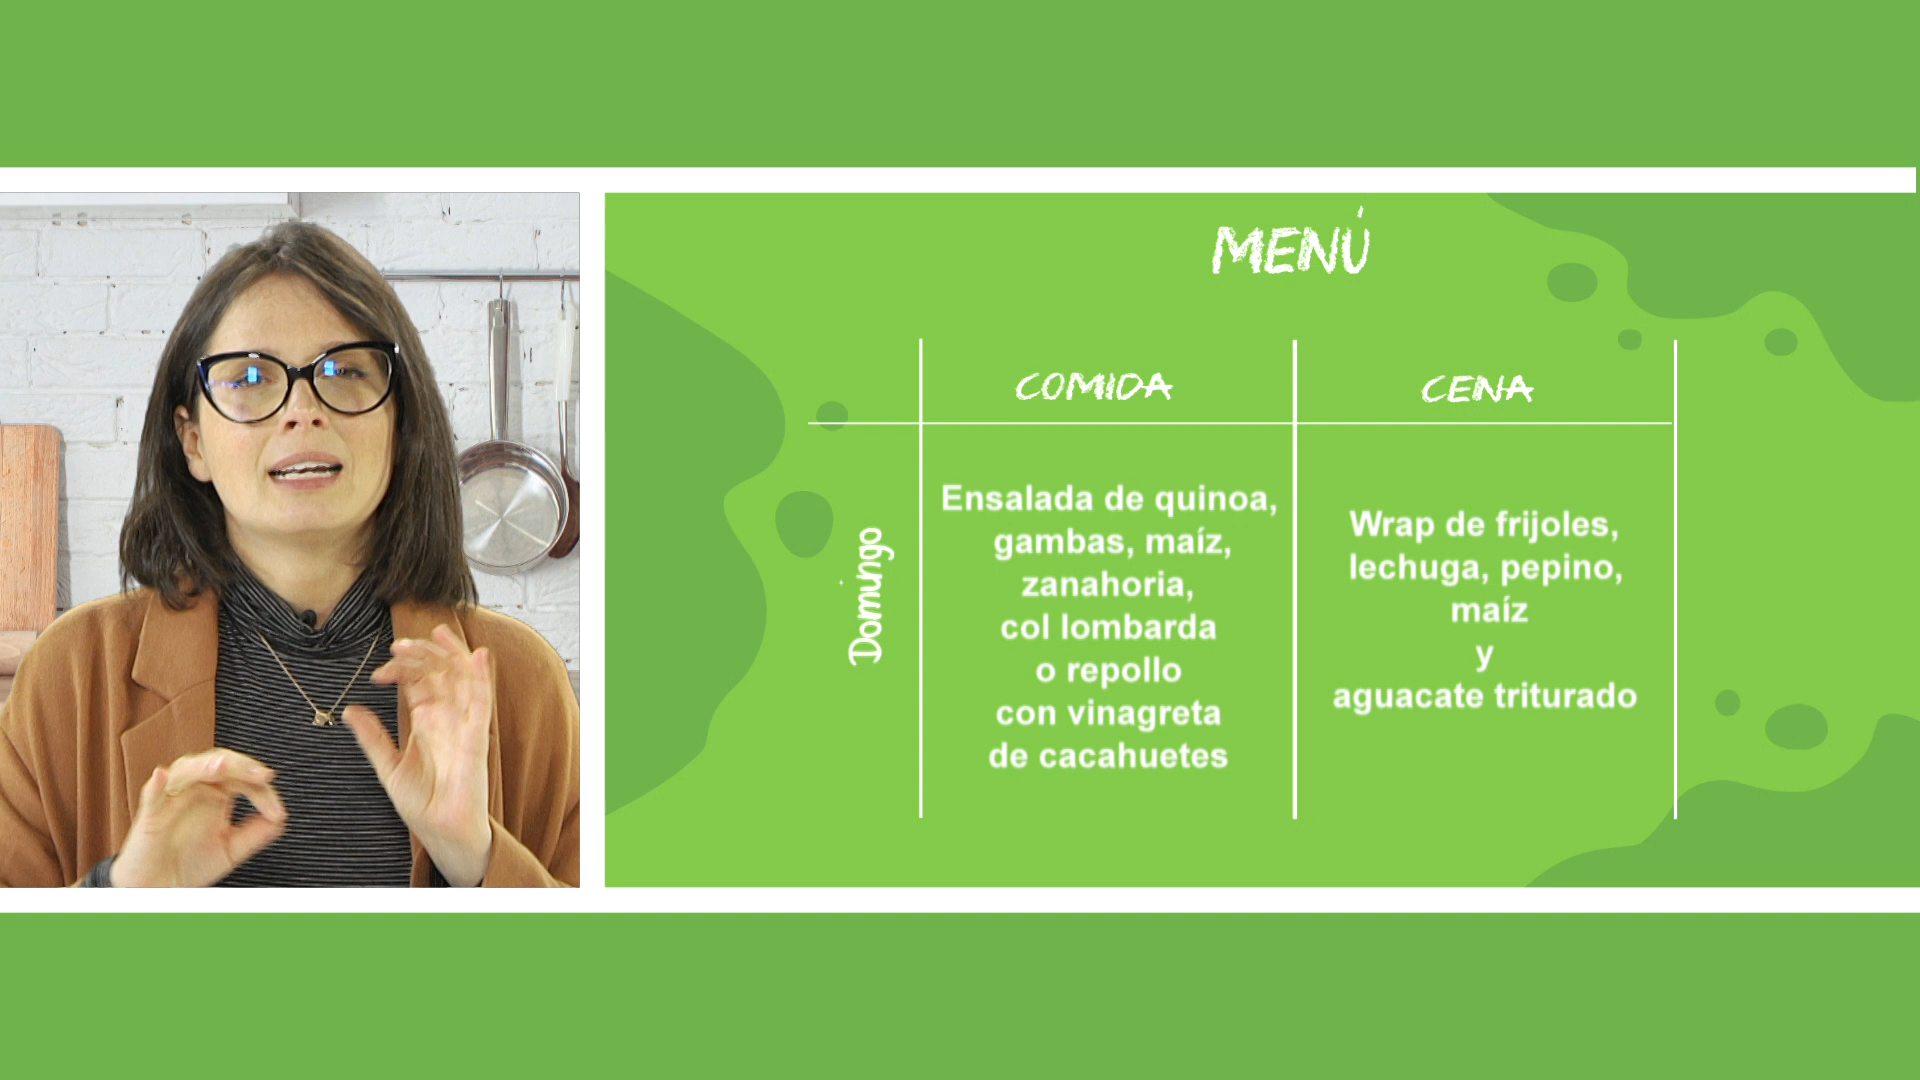 MENÚ
COMIDA
CENA
Domingo
Ensalada de quinoa,
gambas, maíz,
zanahoria,
col lombarda
o repollo
con vinagreta
de cacahuetes
Wrap de frijoles,
lechuga, pepino,
maíz
y
aguacate triturado